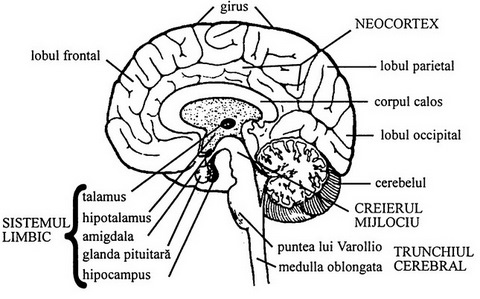 girus
NEOCORTEX
lobul frontal
lobul parietal
corpul calos
lobul occipital
cerebelul
CREIERUL
MIJLOCIU
talamus
hipotalamus
amigdala
glanda pituitară
hipocampus
SISTEMUL
LIMBIC
puntea lui Varollio
medulla oblongata
TRUNCHIUL
CEREBRAL